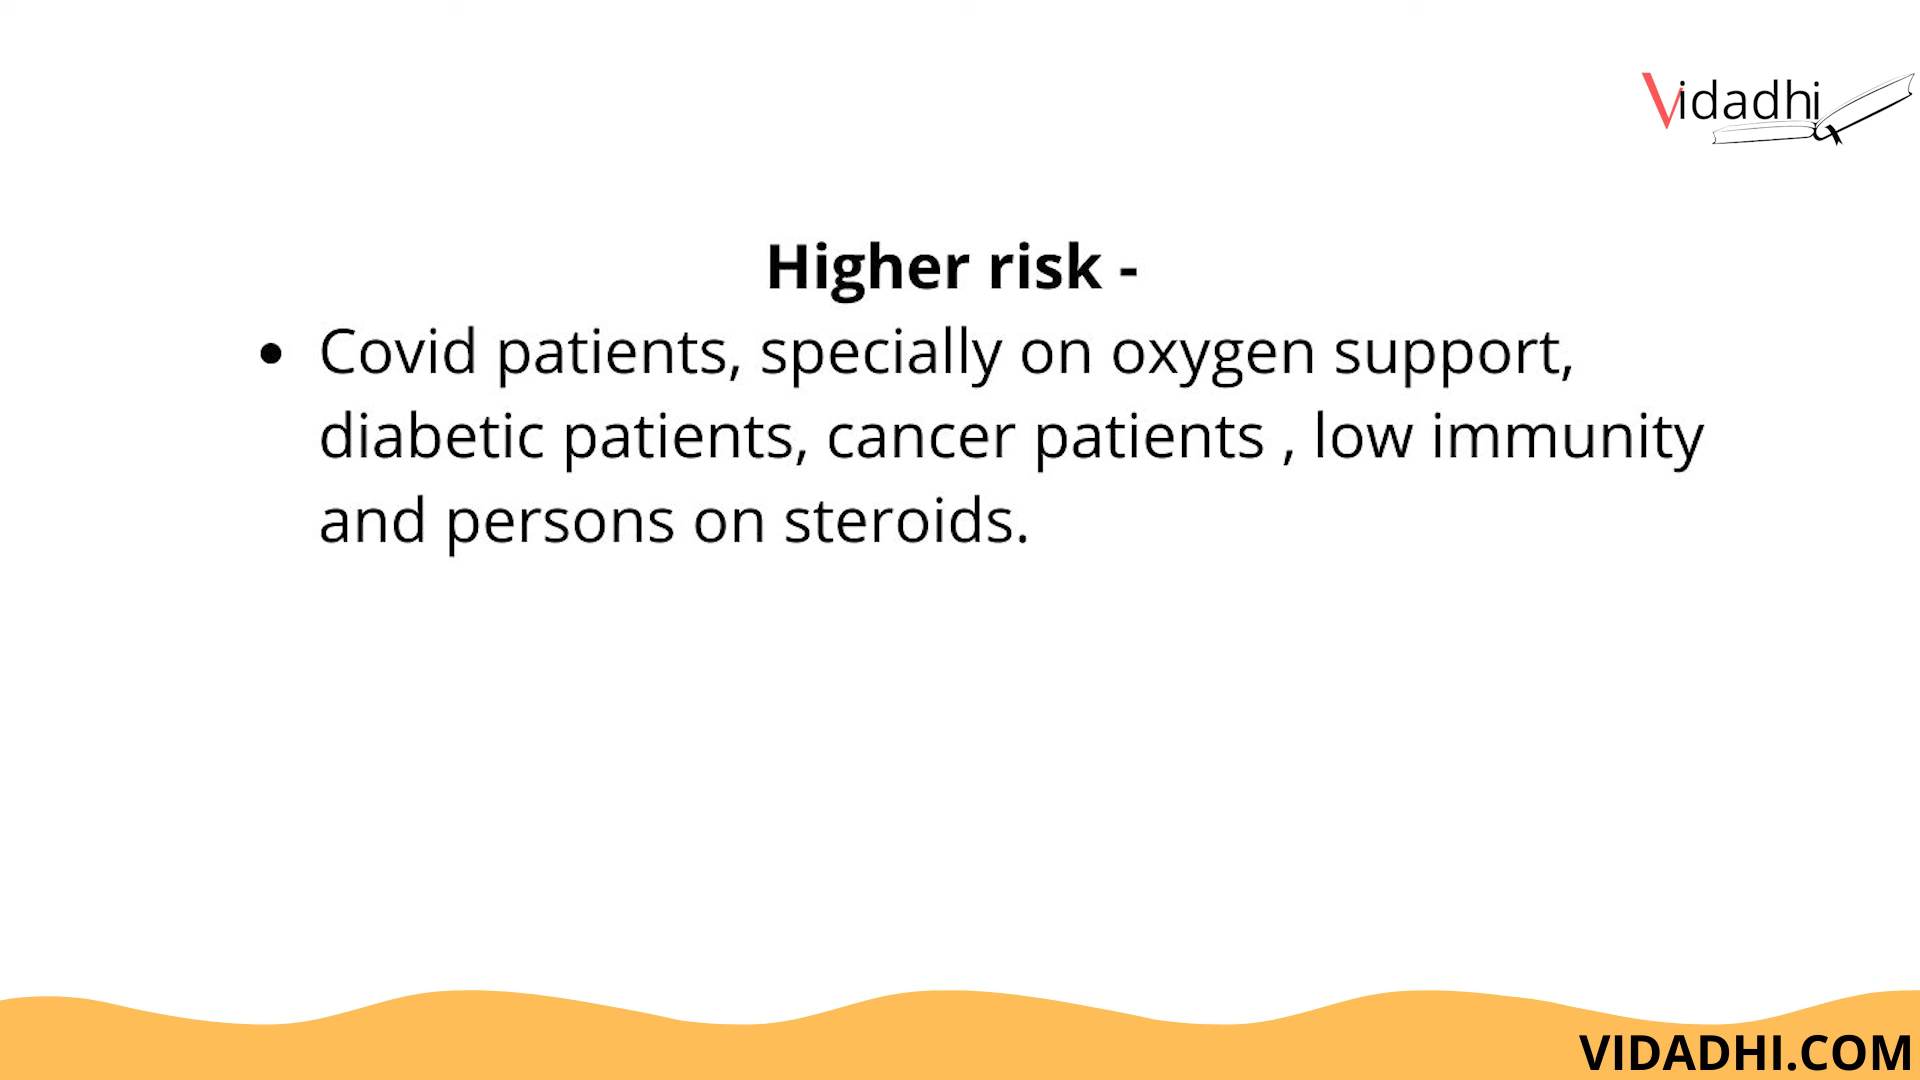 Vidadhi
Higher risk -
• Covid patients, specially on oxygen support,
diabetic patients, cancer patients , low immunity
and persons on steroids.
VIDADHI.COM